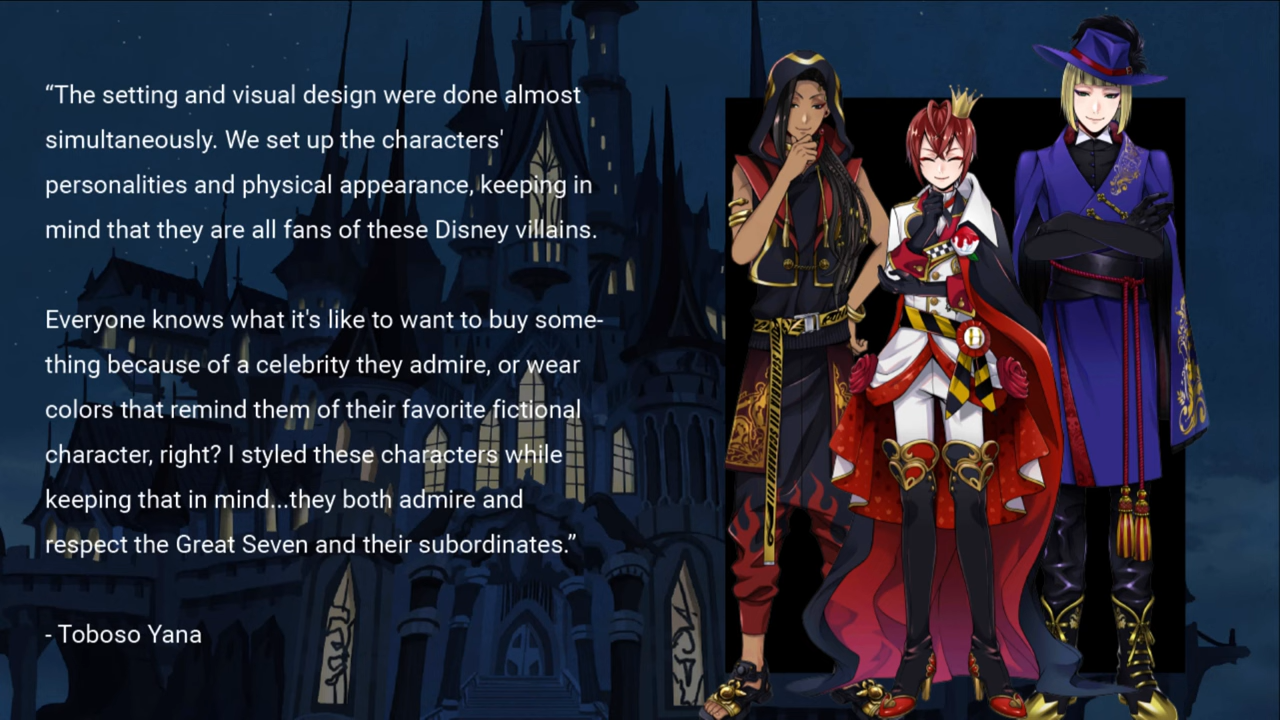 “The setting and visual design were done almost
simultaneously. We set up the characters'
personalities and physical appearance, keeping in
mind that they are all fans of these Disney villains.
Everyone knows what it's like to want to buy some-
thing because of a celebrity they admire, or wear
colors that remind them of their favorite fictional
character, right? I styled these characters while
keeping that in mind...they both admire and
respect the Great Seven and their subordinates.”
- Toboso Yana